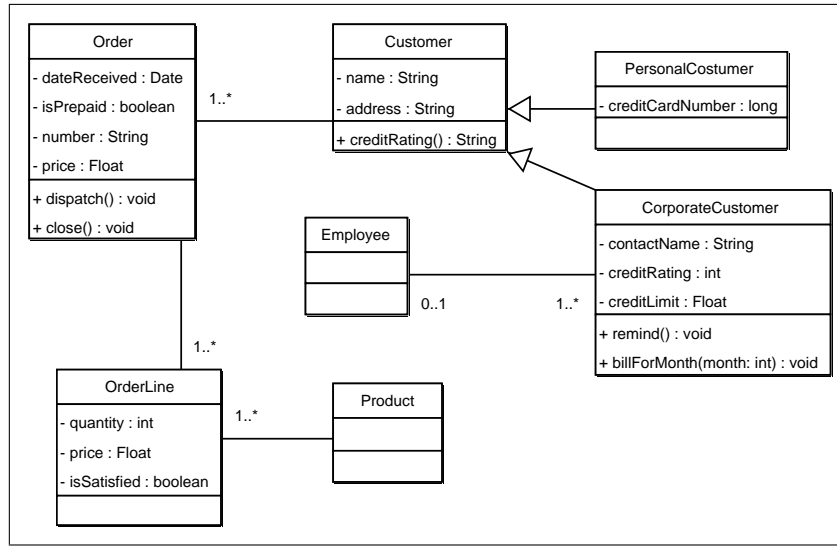 Order
- dateReceived : Date
- isPrepaid : boolean
- number : String
- price : Float
+ dispatch() : void
+ close() : void
1..*
Customer
- name : String
- address : String
+ creditRating() : String
PersonalCostumer
- creditCardNumber : long
CorporateCustomer
- contactName : String
- creditRating : int
- creditLimit : Float
+ remind() : void
+ billForMonth(month: int) : void
Employee
0..1
1..*
1..*
OrderLine
- quantity : int
- price : Float
- isSatisfied : boolean
1..*
Product